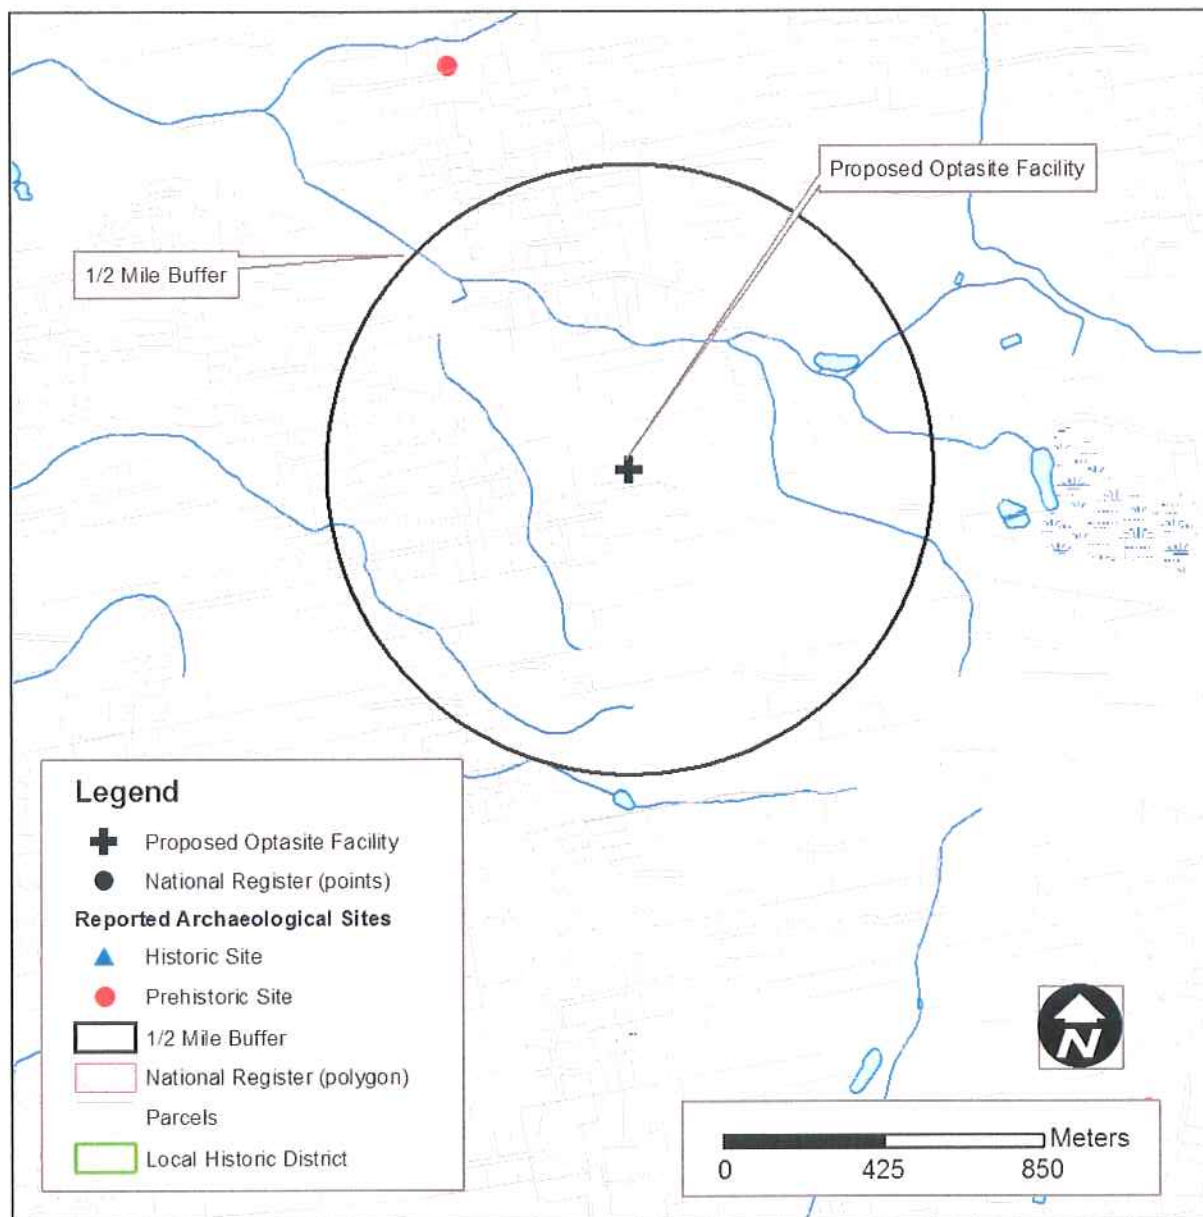 Proposed Optasite Facility
1/2 Mile Buffer
Legend
Proposed Optasite Facility
National Register (points)
Reported Archaeological Sites
Historic Site
Prehistoric Site
1/2 Mile Buffer
National Register (polygon)
Parcels
Local Historic District
N
Meters
0 425 850